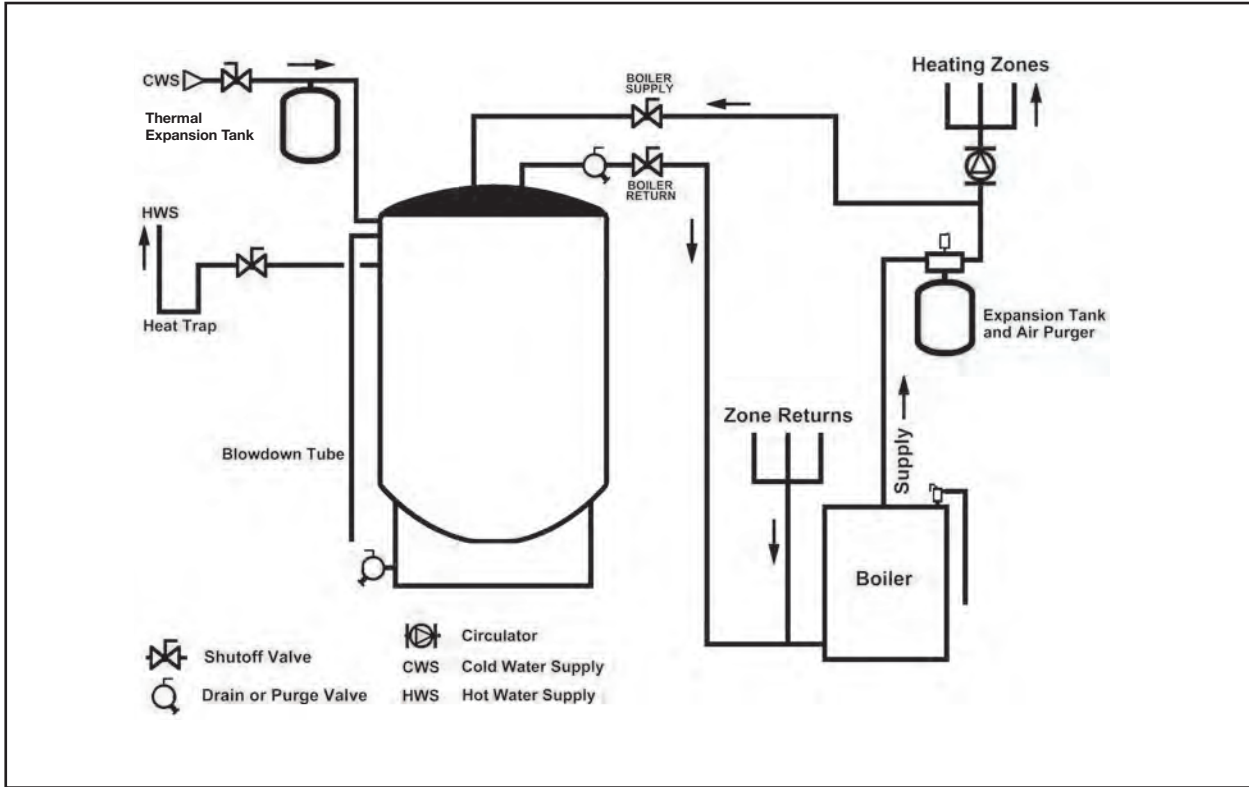 CWS
Thermal
Expansion Tank
BOILER
SUPPLY
Heating Zones
BOILER
RETURN
HWS
Heat Trap
Expansion Tank
and Air Purger
Zone Returns
Supply
Blowdown Tube
Boiler
Shutoff Valve
Drain or Purge Valve
Circulator
CWS Cold Water Supply
HWS Hot Water Supply